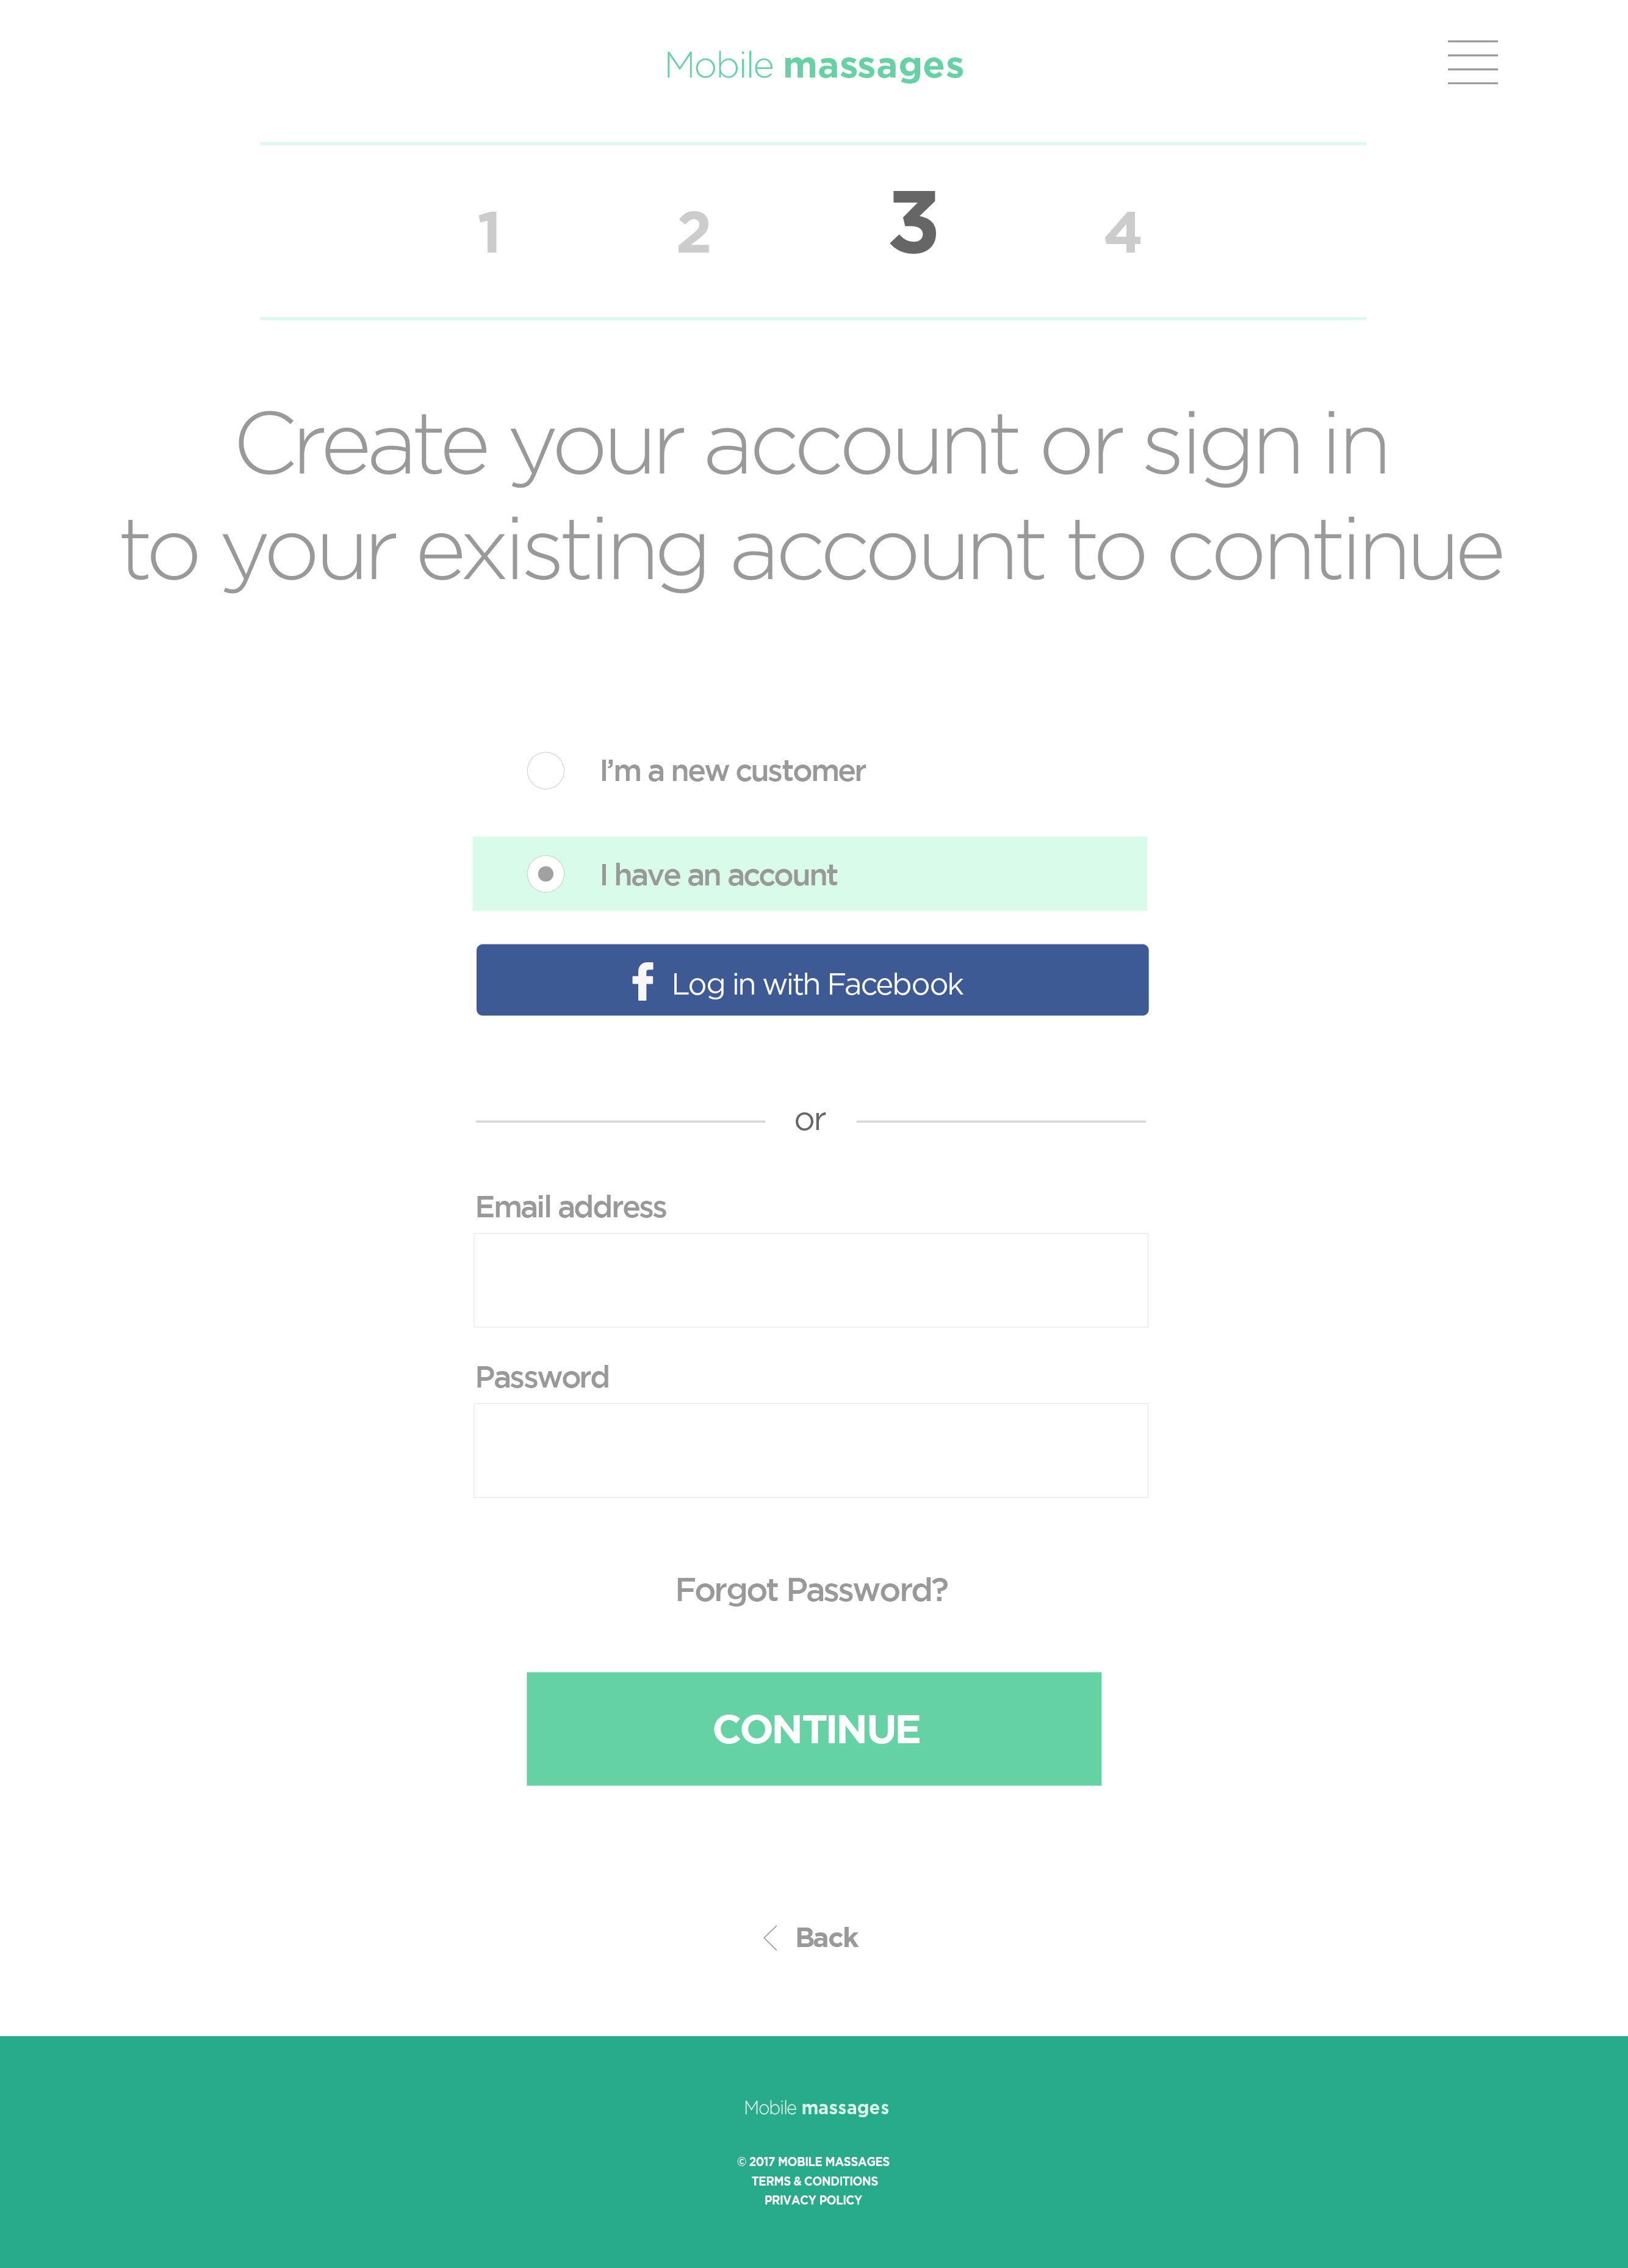 Mobile massages
1 2 3 4
Create your account or sign in
to your existing account to continue
I’m a new customer
I have an account
f Log in with Facebook
or
Email address
Password
Forgot Password?
CONTINUE
Back
Mobile massages
© 2017 MOBILE MASSAGES
TERMS & CONDITIONS
PRIVACY POLICY